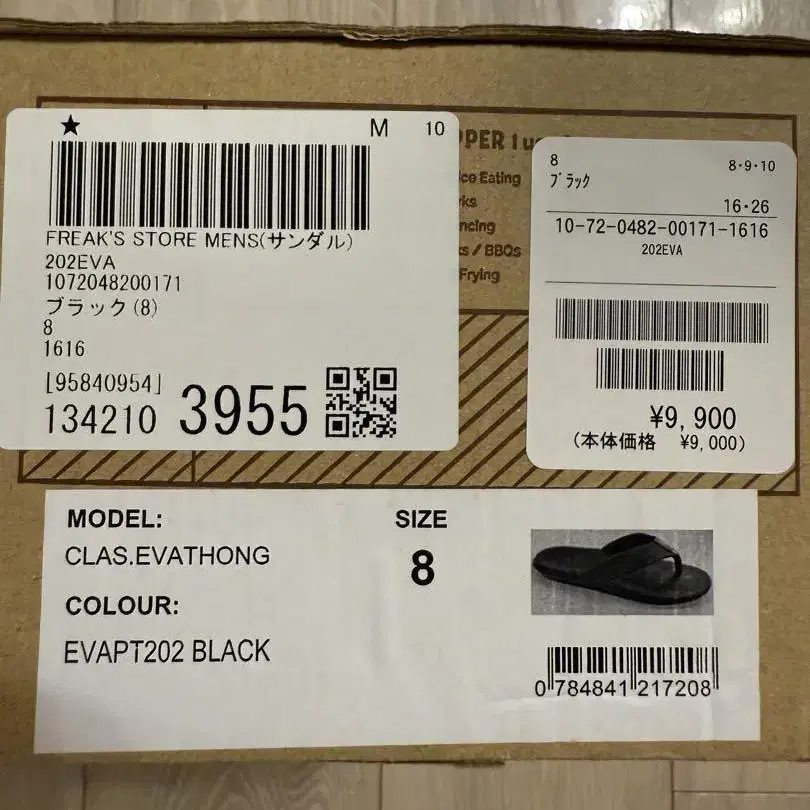 ★ M 10
FREAK'S STORE MENS(サンダル)
202EVA
1072048200171
ブラック(8)
8
1616
[95840954]
134210 3955
PPER I
ice Eating
ks
ncing
s / BBQs
Frying
8 8・9・10
ブラック
16・26
10-72-0482-00171-1616
202EVA
¥9,900
(本体価格 ¥9,000)
MODEL:
CLAS.EVATHONG
COLOUR:
EVAPT202 BLACK
SIZE
8
0 784841 217208